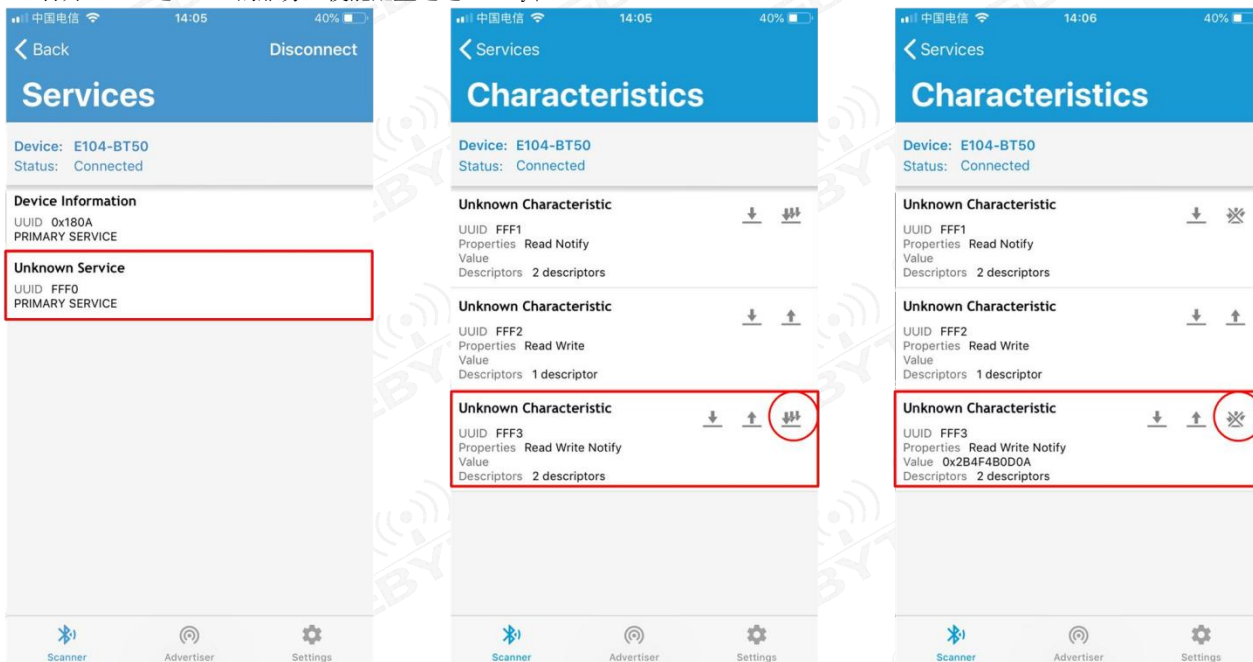 中国电信 14:05 40%
Back Disconnect
Services
Device: E104-BT50
Status: Connected
Device Information
UUID 0x180A
PRIMARY SERVICE
Unknown Service
UUID FFF0
PRIMARY SERVICE
Scanner Advertiser Settings
中国电信 14:05 40%
Services
Characteristics
Device: E104-BT50
Status: Connected
Unknown Characteristic
UUID FFF1
Properties Read Notify
Value
Descriptors 2 descriptors
Unknown Characteristic
UUID FFF2
Properties Read Write
Value
Descriptors 1 descriptor
Unknown Characteristic
UUID FFF3
Properties Read Write Notify
Value
Descriptors 2 descriptors
Scanner Advertiser Settings
中国电信 14:06 40%
Services
Characteristics
Device: E104-BT50
Status: Connected
Unknown Characteristic
UUID FFF1
Properties Read Notify
Value
Descriptors 2 descriptors
Unknown Characteristic
UUID FFF2
Properties Read Write
Value
Descriptors 1 descriptor
Unknown Characteristic
UUID FFF3
Properties Read Write Notify
Value 0x2B4F4B0D0A
Descriptors 2 descriptors
Scanner Advertiser Settings